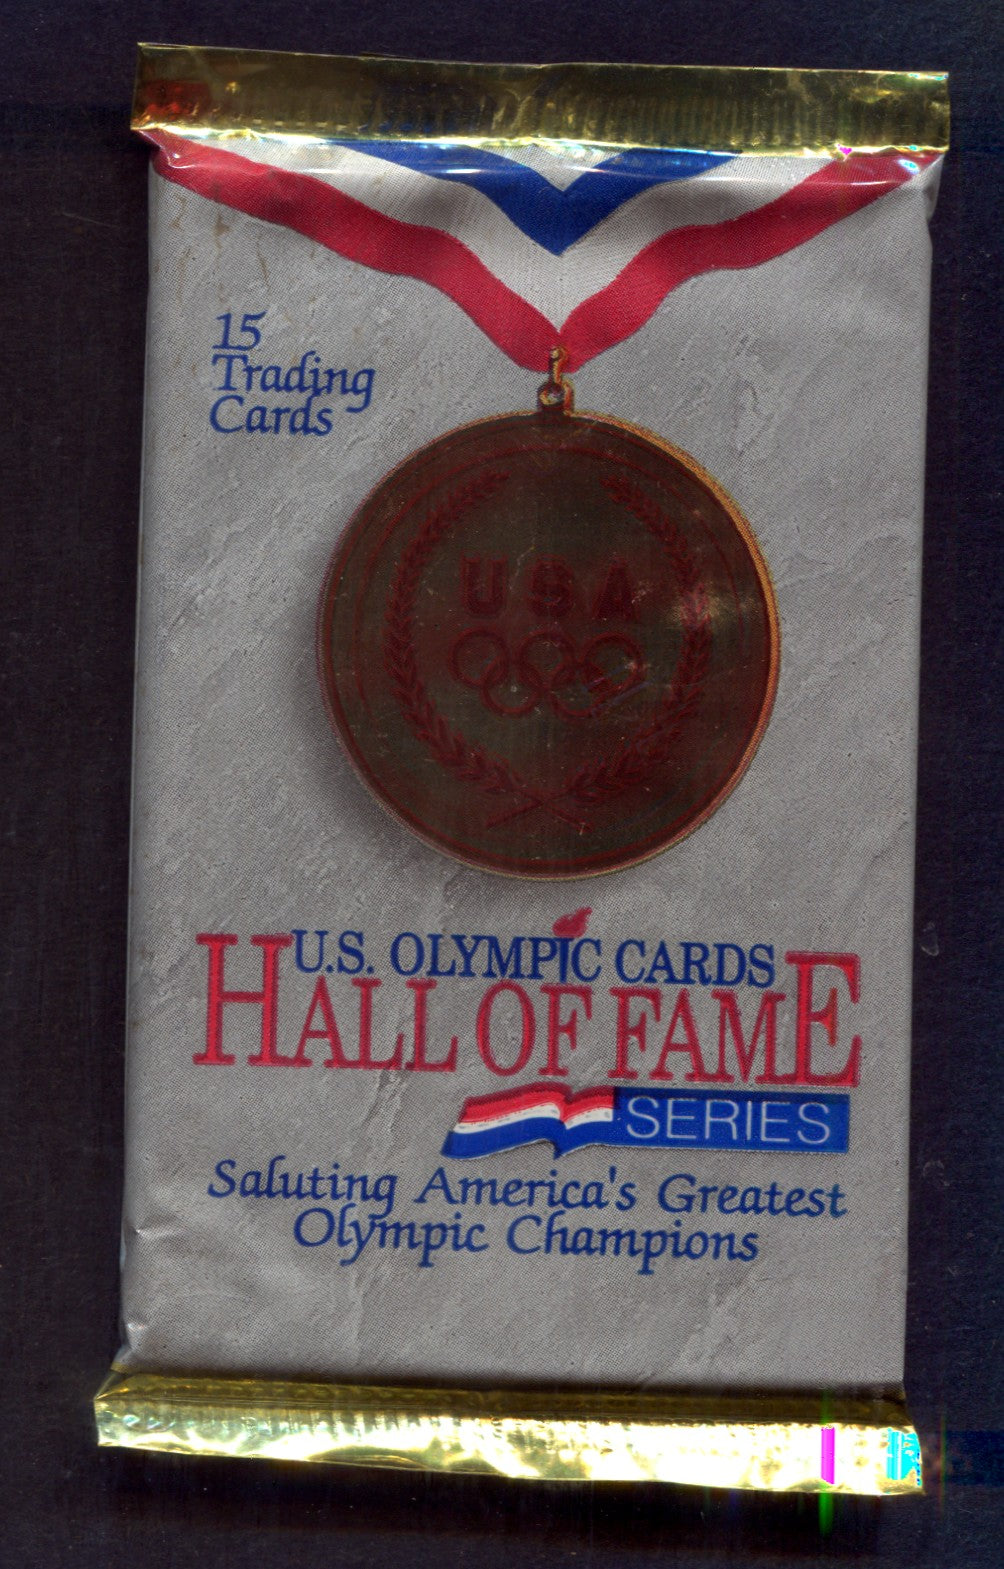 15
Trading
Cards
USA
U.S. OLYMPIC CARDS
HALL OF FAME
SERIES
Saluting America's Greatest
Olympic Champions